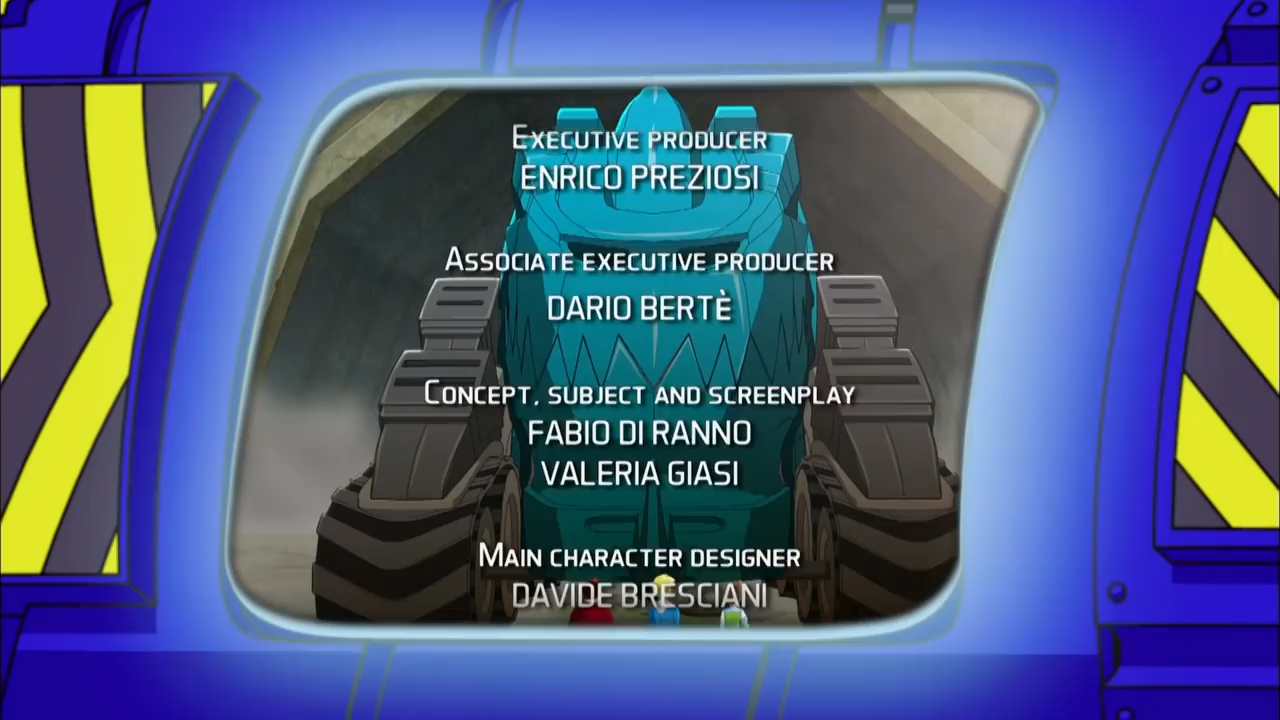 Executive producer
ENRICO PREZIOSI
Associate executive producer
DARIO BERTÈ
Concept, subject and screenplay
FABIO DI RANNO
VALERIA GIASI
Main character designer
DAVIDE BRESCIANI